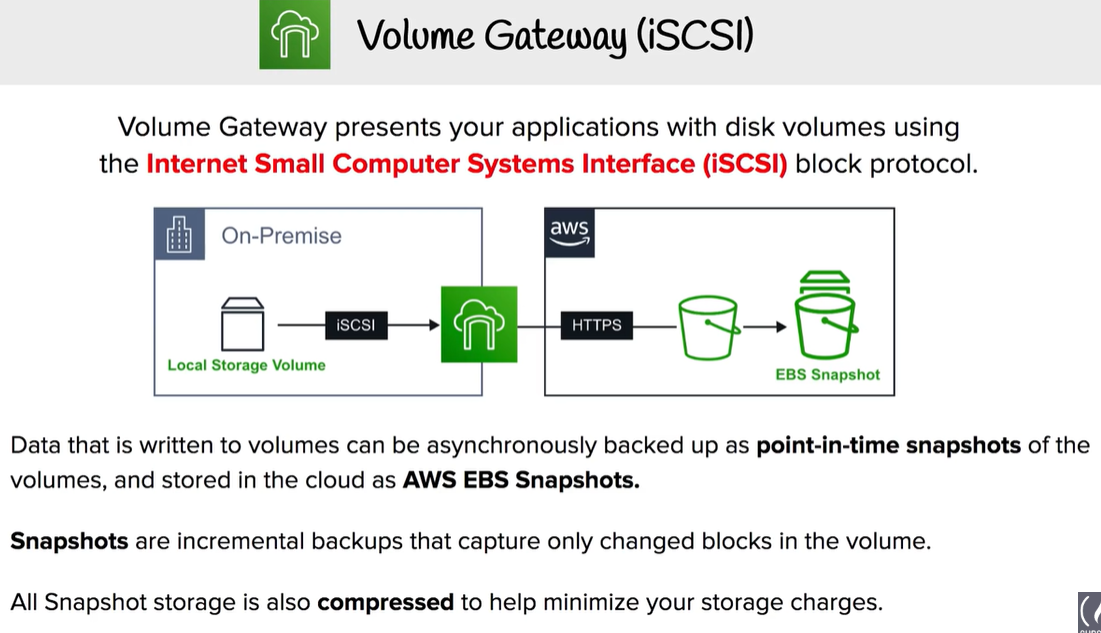 Volume Gateway (iSCSI)
Volume Gateway presents your applications with disk volumes using
the Internet Small Computer Systems Interface (iSCSI) block protocol.
On-Premise
aws
iSCSI
HTTPS
Local Storage Volume
EBS Snapshot
Data that is written to volumes can be asynchronously backed up as point-in-time snapshots of the
volumes, and stored in the cloud as AWS EBS Snapshots.
Snapshots are incremental backups that capture only changed blocks in the volume.
All Snapshot storage is also compressed to help minimize your storage charges.